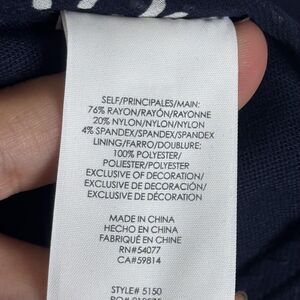 SELF/PRINCIPALES/MAIN:
76% RAYON/RAYON/RAYONNE
20% NYLON/NYLON/NYLON
4% SPANDEX/SPANDEX/SPANDEX
LINING/FARRO/DOUBLURE:
100% POLYESTER/
POLIESTER/POLYESTER
EXCLUSIVE OF DECORATION/
EXCLUSIVE DE DECORACIÓN/
EXCLUSIVE DE DÉCORATION
MADE IN CHINA
HECHO EN CHINA
FABRIQUÉ EN CHINE
RN#54077
CA#59814
STYLE# 5150